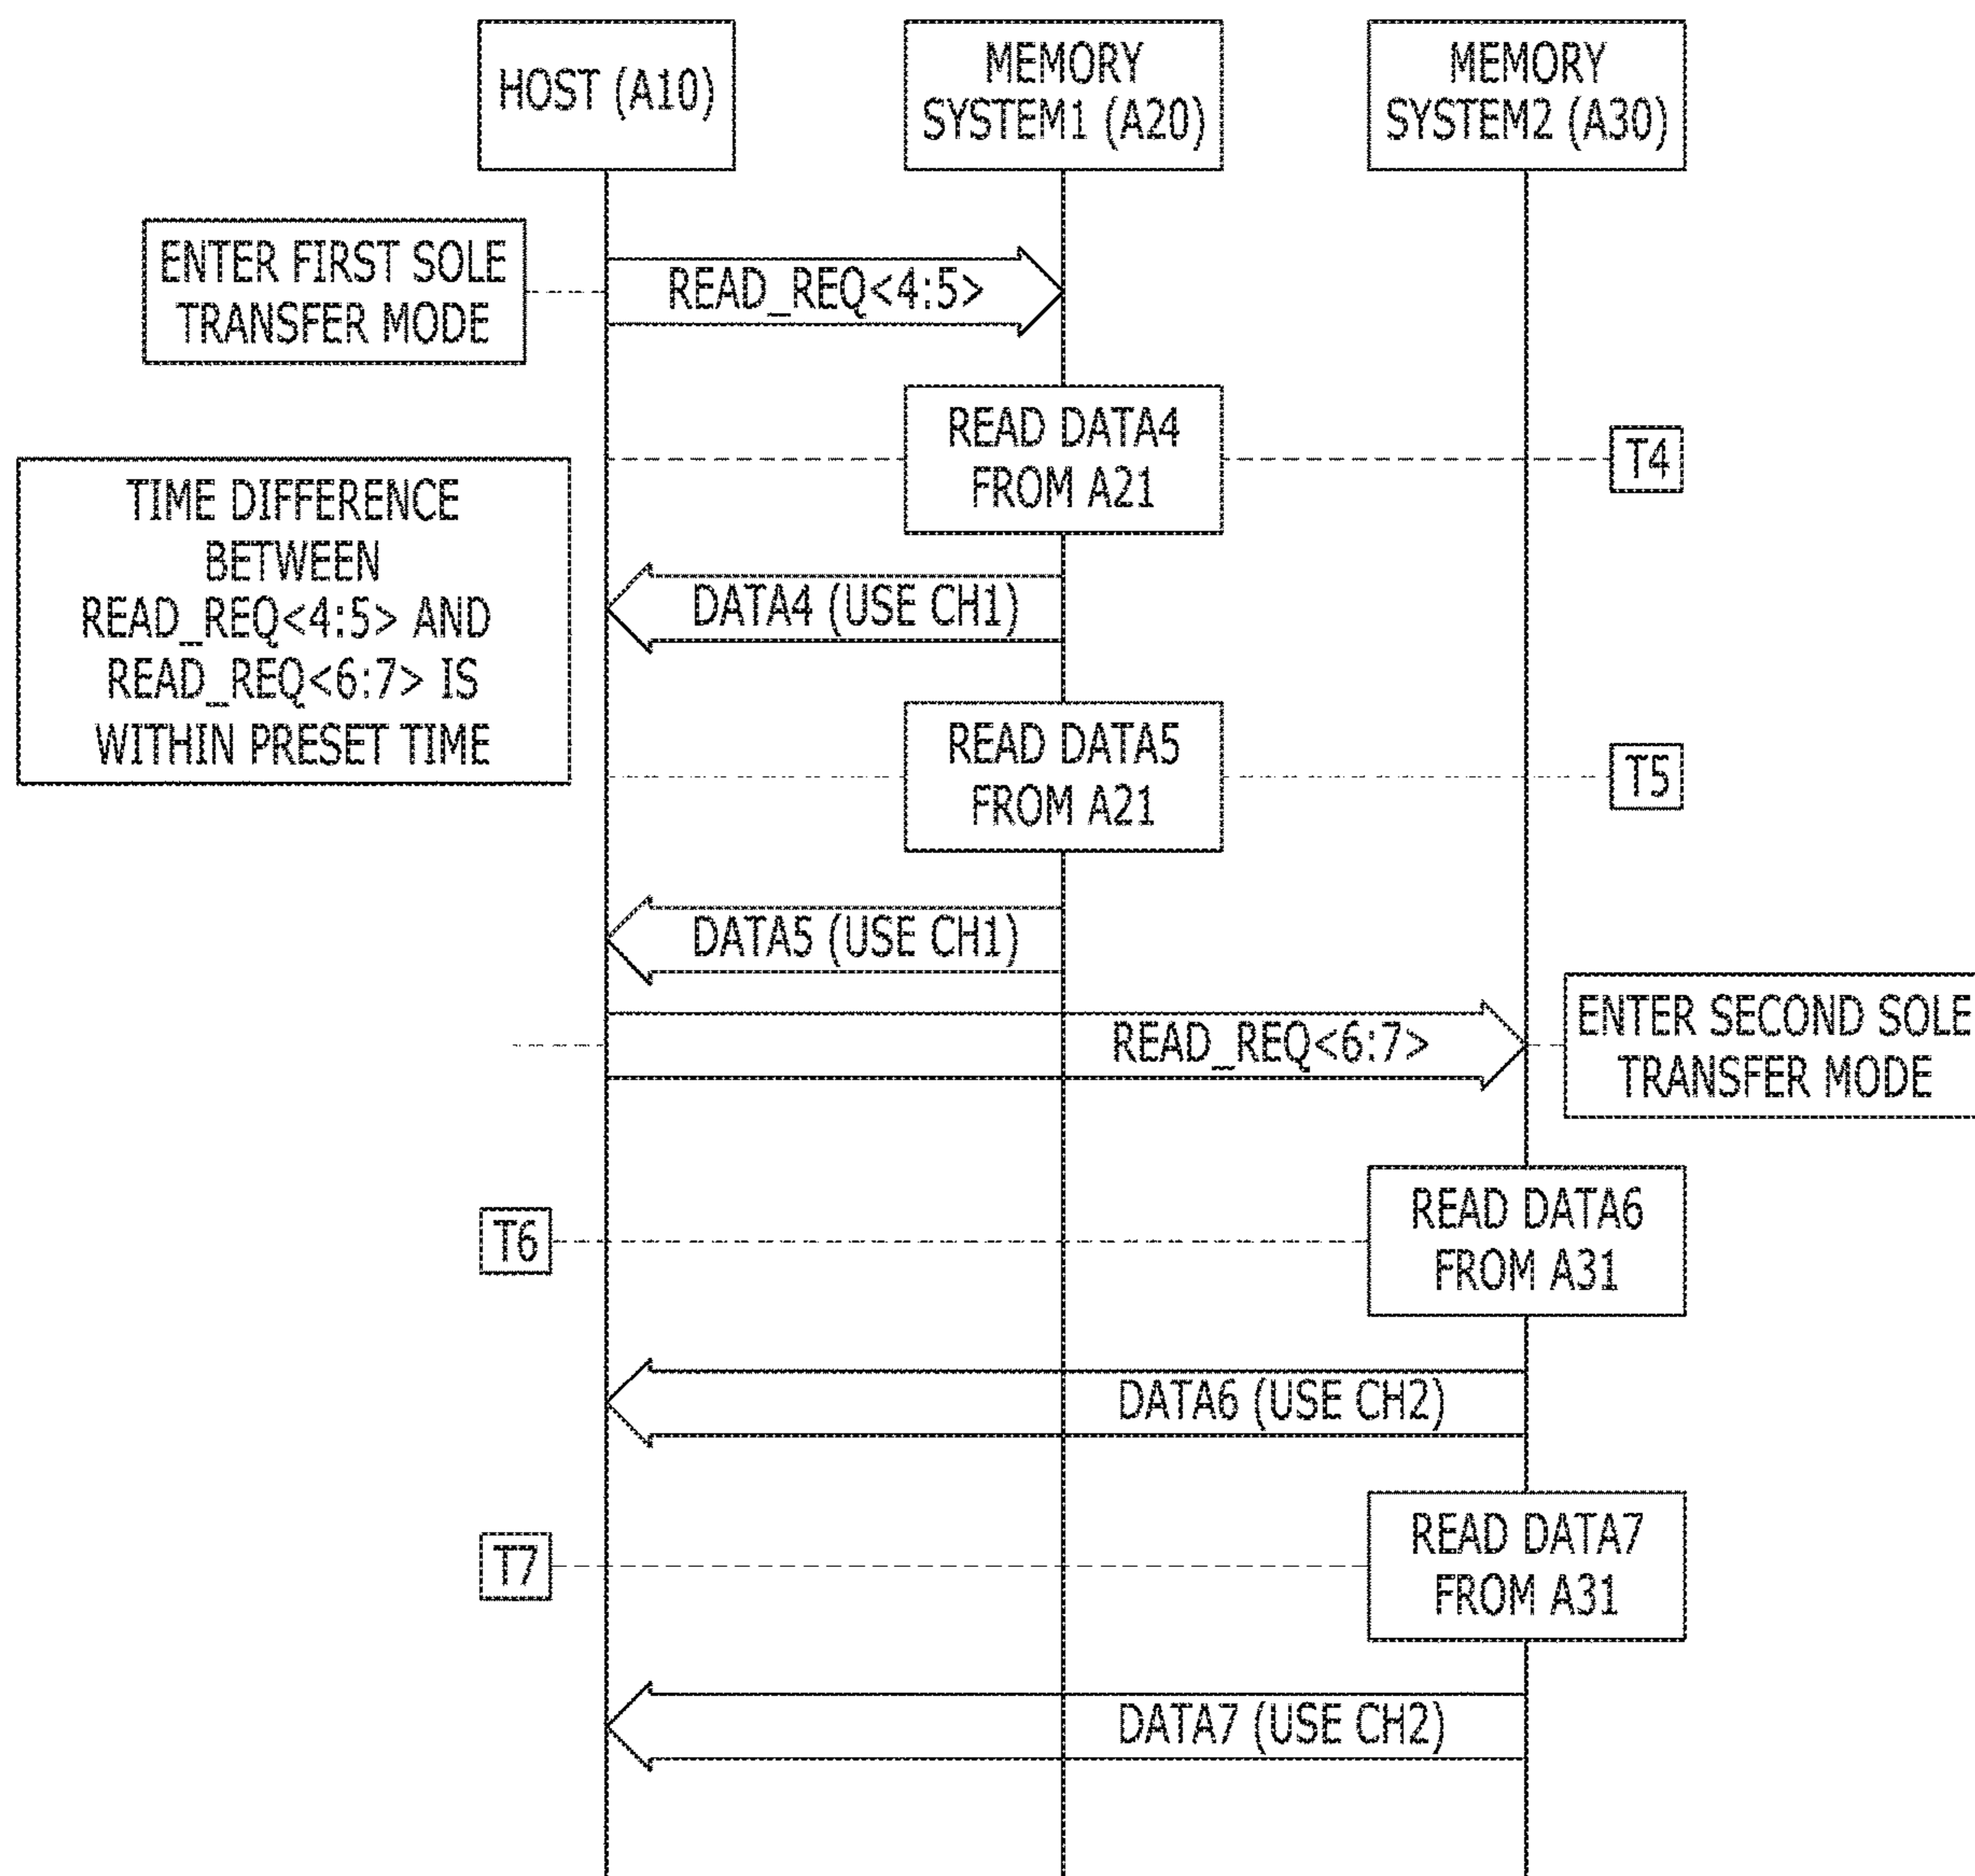 HOST (A10)
MEMORY
SYSTEM1 (A20)
MEMORY
SYSTEM2 (A30)
ENTER FIRST SOLE
TRANSFER MODE
READ_REQ<4:5>
READ DATA4
FROM A21
T4
TIME DIFFERENCE
BETWEEN
READ_REQ<4:5> AND
READ_REQ<6:7> IS
WITHIN PRESET TIME
DATA4 (USE CH1)
READ DATA5
FROM A21
T5
DATA5 (USE CH1)
READ_REQ<6:7>
ENTER SECOND SOLE
TRANSFER MODE
T6
READ DATA6
FROM A31
DATA6 (USE CH2)
T7
READ DATA7
FROM A31
DATA7 (USE CH2)